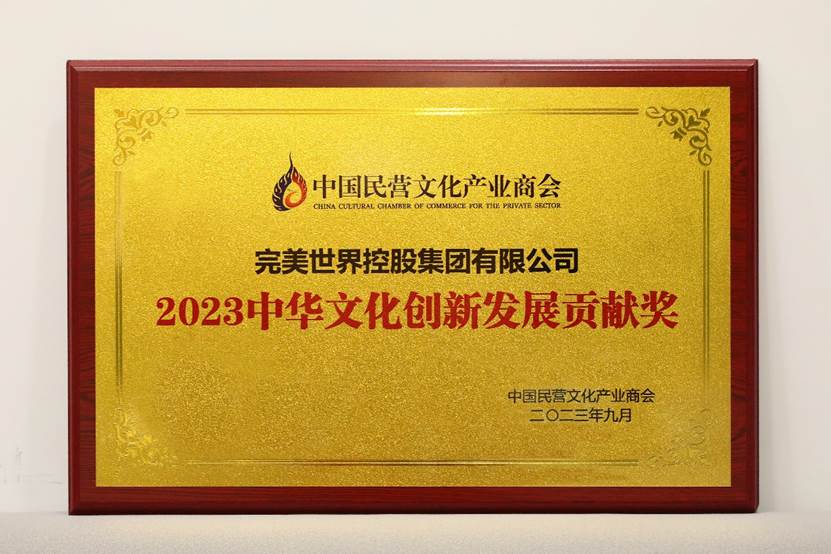 中国民营文化产业商会
CHINA CULTURAL CHAMBER OF COMMERCE FOR THE PRIVATE SECTOR
完美世界控股集团有限公司
2023中华文化创新发展贡献奖
中国民营文化产业商会
二〇二三年九月